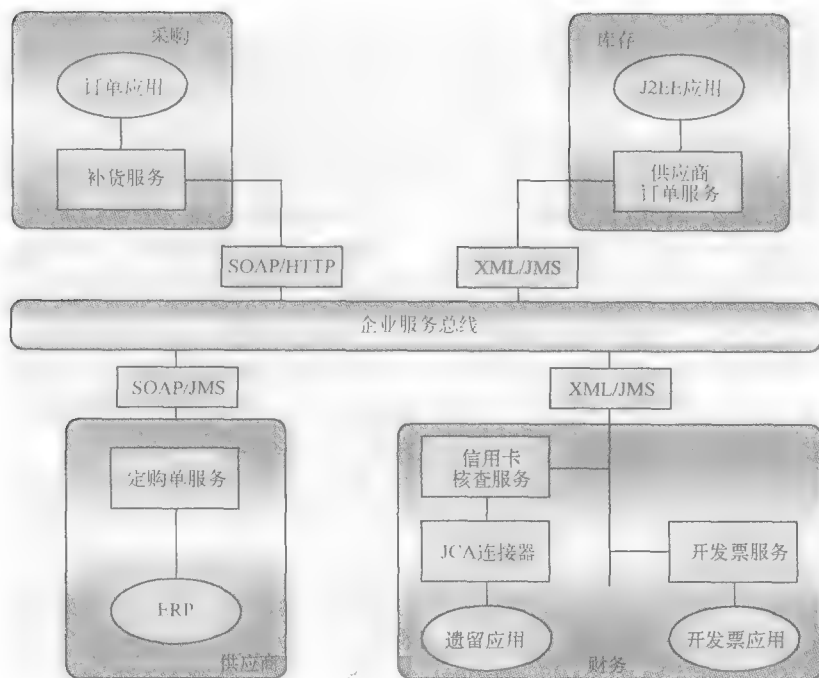 采购
订单应用
补货服务
库存
J2EE应用
供应商
订单服务
SOAP/HTTP
XML/JMS
企业服务总线
SOAP/JMS
XML/JMS
定购单服务
ERP
供应商
信用卡
核查服务
JCA连接器
遗留应用
开发票服务
开发票应用
财务